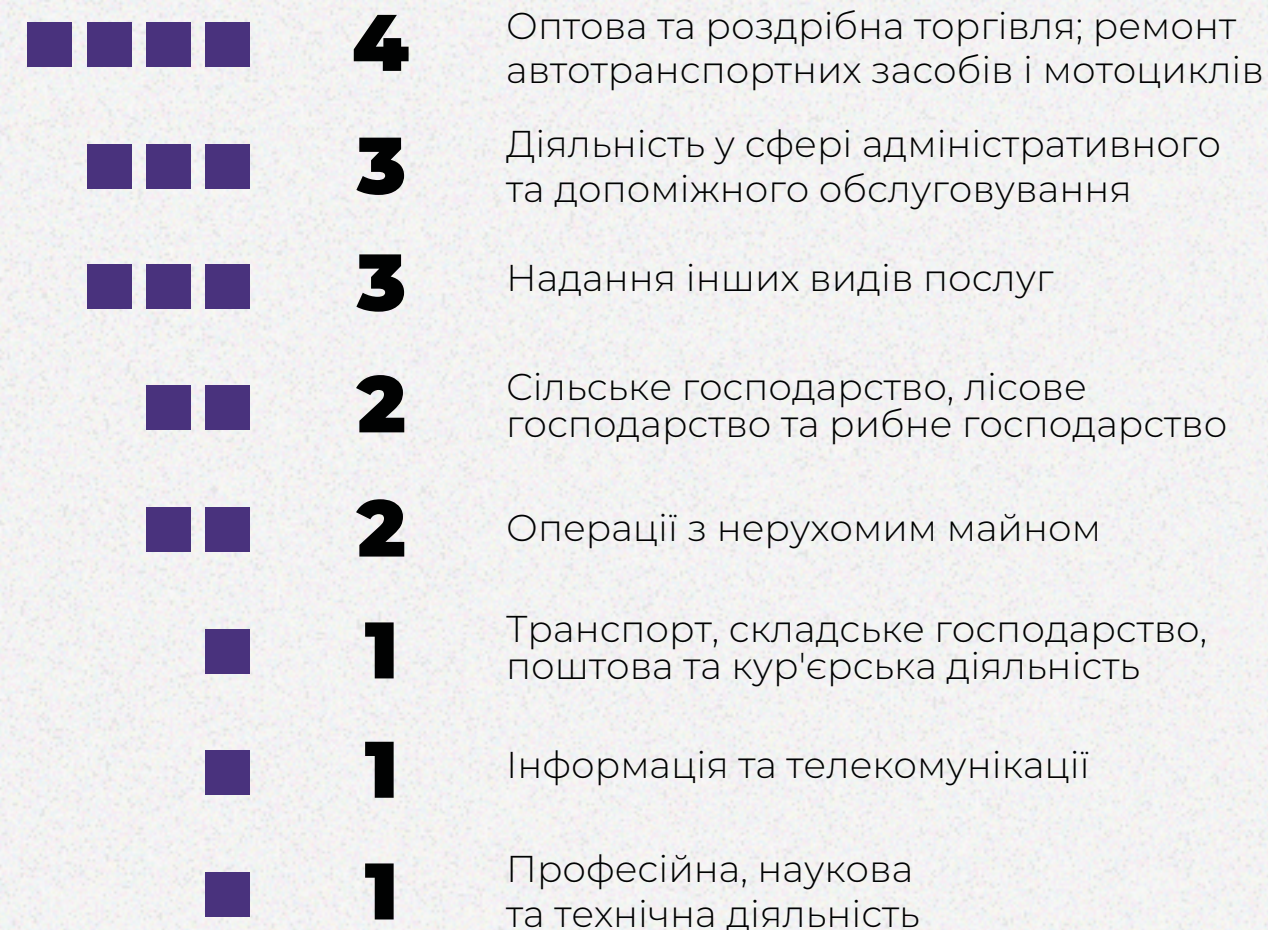 4
Оптова та роздрібна торгівля; ремонт
автотранспортних засобів і мотоциклів
3
Діяльність у сфері адміністративного
та допоміжного обслуговування
3
Надання інших видів послуг
2
Сільське господарство, лісове
господарство та рибне господарство
2
Операції з нерухомим майном
1
Транспорт, складське господарство,
поштова та кур'єрська діяльність
1
Інформація та телекомунікації
1
Професійна, наукова
та технічна діяльність